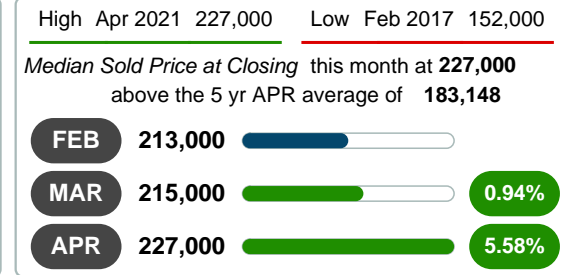 High Apr 2021 227,000 Low Feb 2017 152,000
Median Sold Price at Closing this month at 227,000
above the 5 yr APR average of 183,148
FEB 213,000
MAR 215,000 0.94%
APR 227,000 5.58%